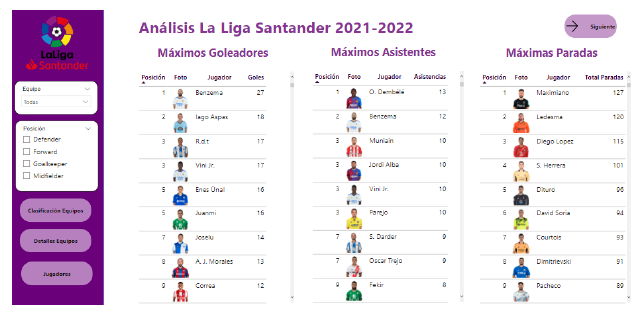 LaLiga
Santander
Equipo
Todas
Posición
Defender
Forward
Goalkeeper
Midfielder
Clasificación Equipos
Detalles Equipos
Jugadores
Análisis La Liga Santander 2021-2022
Siguiente
Máximos Goleadores
Posición Foto Jugador Goles
1 Benzema 27
2 Iago Aspas 18
3 R.d.t 17
3 Vini Jr. 17
5 Enes Ünal 16
5 Juanmi 16
7 Joselu 14
8 A. J. Morales 13
9 Correa 12
Máximos Asistentes
Posición Foto Jugador Asistencias
1 O. Dembélé 13
2 Benzema 12
3 Muniain 10
3 Jordi Alba 10
3 Vini Jr. 10
3 Parejo 10
7 S. Darder 9
7 Oscar Trejo 9
9 Fekir 8
Máximas Paradas
Posición Foto Jugador Total Paradas
1 Maximiano 127
2 Ledesma 120
3 Diego López 115
4 S. Herrera 101
5 Dituro 96
6 David Soria 94
7 Courtois 93
8 Dimitrievski 91
9 Pacheco 89